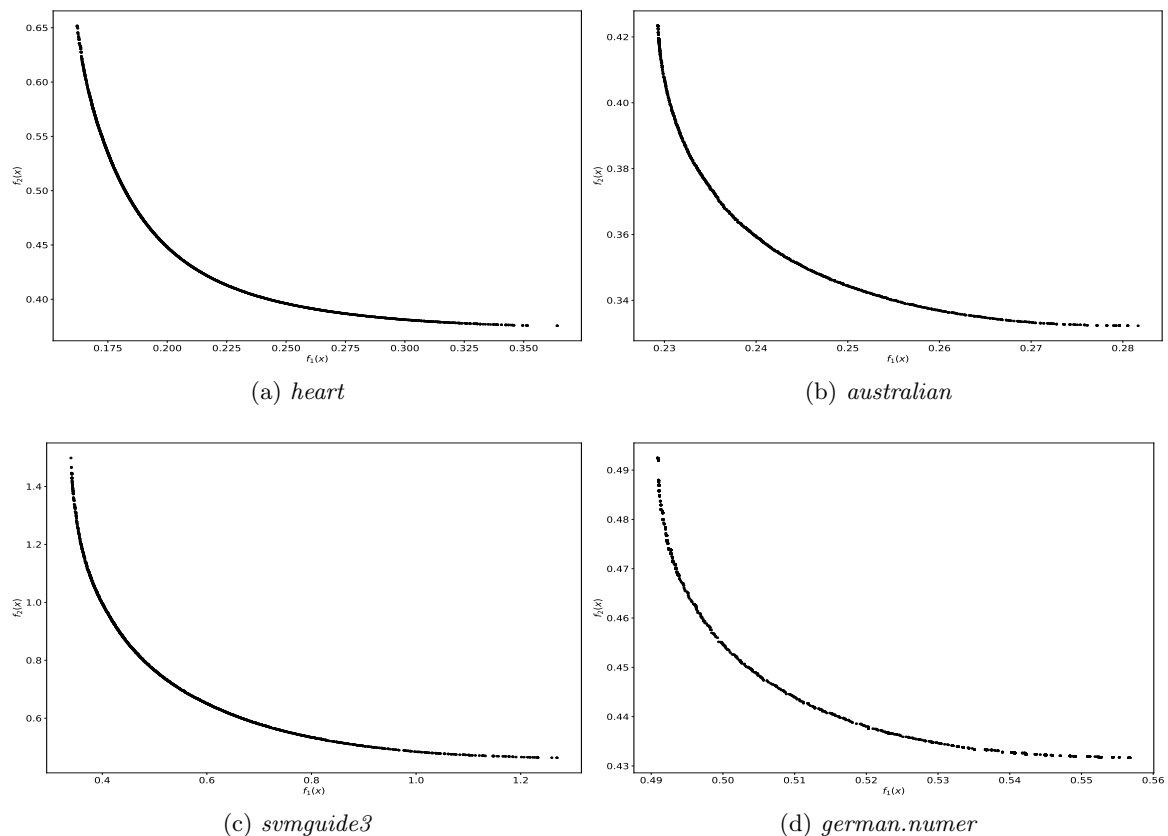 0.65
0.60
0.55
0.50
0.45
0.40
f₂(x)
0.175 0.200 0.225 0.250 0.275 0.300 0.325 0.350
f₁(x)
(a) heart
0.42
0.40
0.38
0.36
0.34
f₂(x)
0.23 0.24 0.25 0.26 0.27 0.28
f₁(x)
(b) australian
1.4
1.2
1.0
0.8
0.6
f₂(x)
0.4 0.6 0.8 1.0 1.2
f₁(x)
(c) svmguide3
0.49
0.48
0.47
0.46
0.45
0.44
0.43
f₂(x)
0.49 0.50 0.51 0.52 0.53 0.54 0.55 0.56
f₁(x)
(d) german.numer